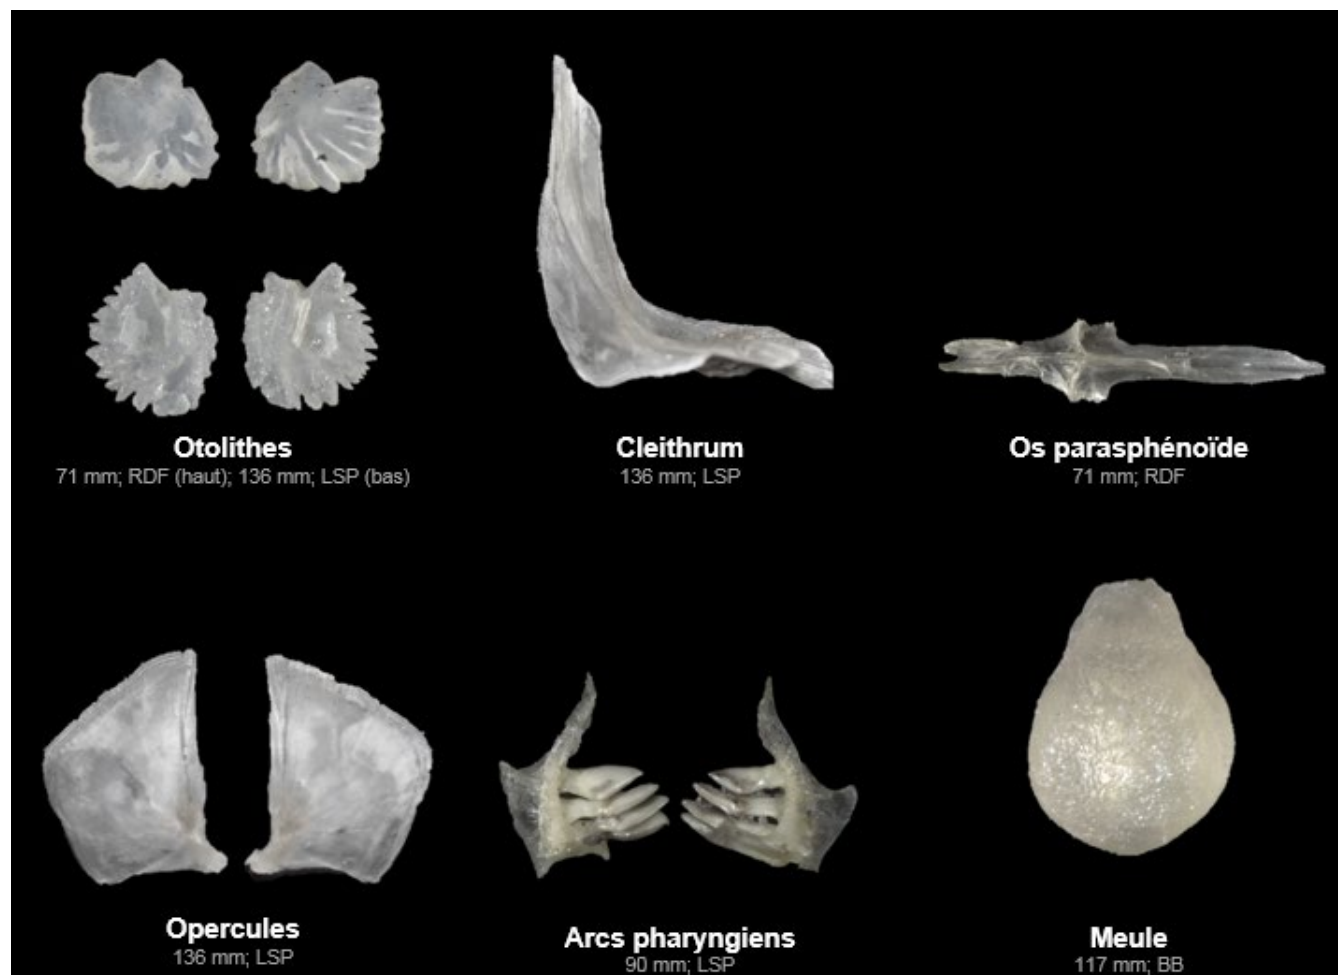 Otolithes
71 mm; RDF (haut); 136 mm; LSP (bas)
Cleithrum
136 mm; LSP
Os parasphénoïde
71 mm; RDF
Opercules
136 mm; LSP
Arcs pharyngiens
90 mm; LSP
Meule
117 mm; BB